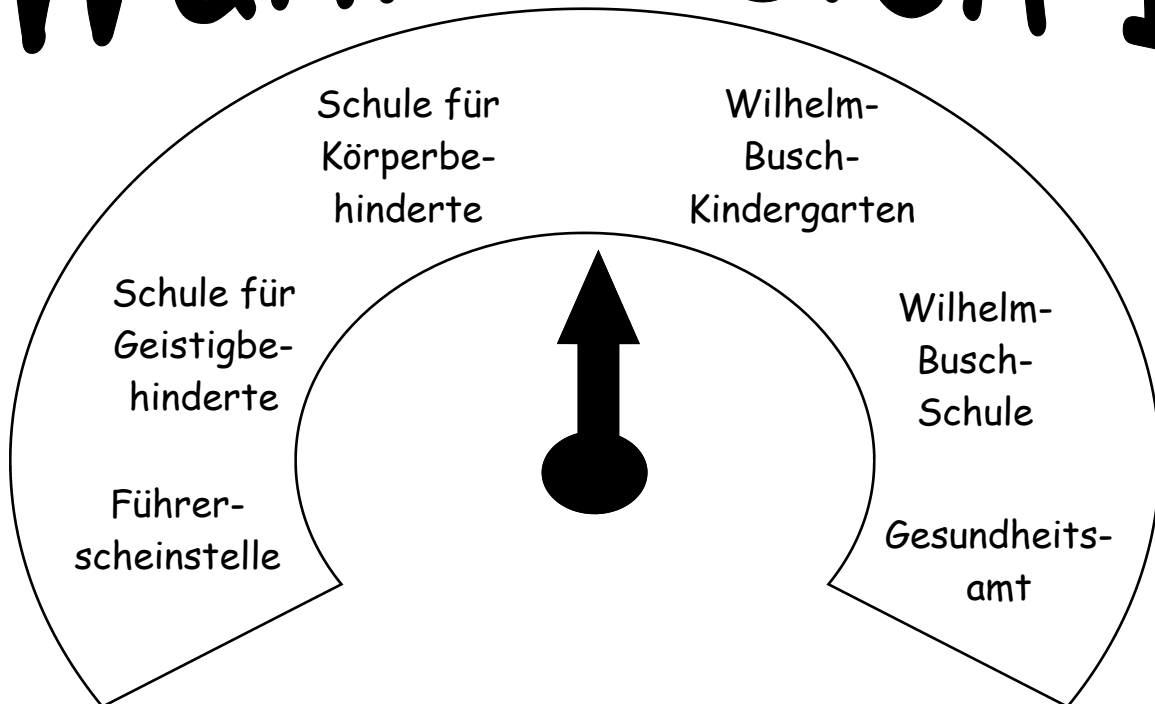 Schule für
Körperbe-
hinderte
Wilhelm-
Busch-
Kindergarten
Schule für
Geistigbe-
hinderte
Wilhelm-
Busch-
Schule
Führer-
scheinstelle
Gesundheits-
amt